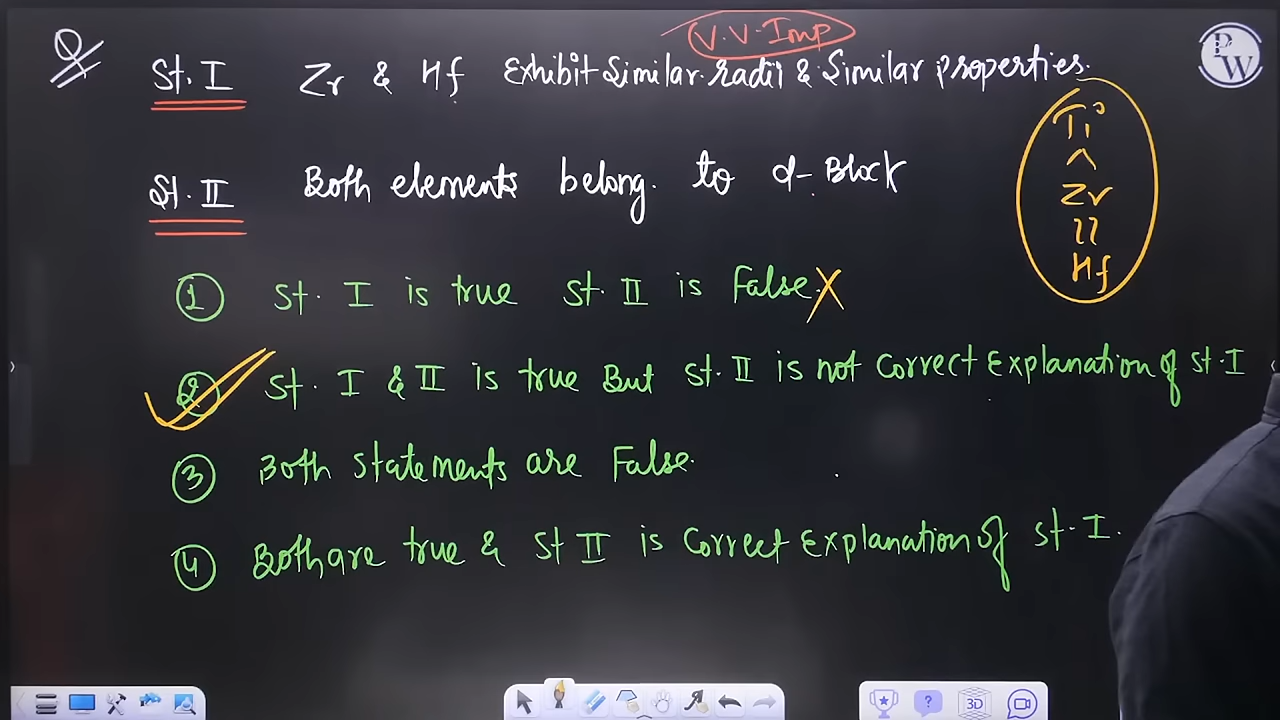 V.V-Imp
Q
St. I Zr & Hf Exhibit Similar radii & Similar properties.
Ti
^
Zr
Hf
St. II Both elements belong. to d-Block
① St. I is true St. II is False. X
② St. I & II is true But St. II is not Correct Explanation of St. I
③ Both statements are False.
④ Both are true & St II is Correct Explanation of St. I.
PW
?
3D